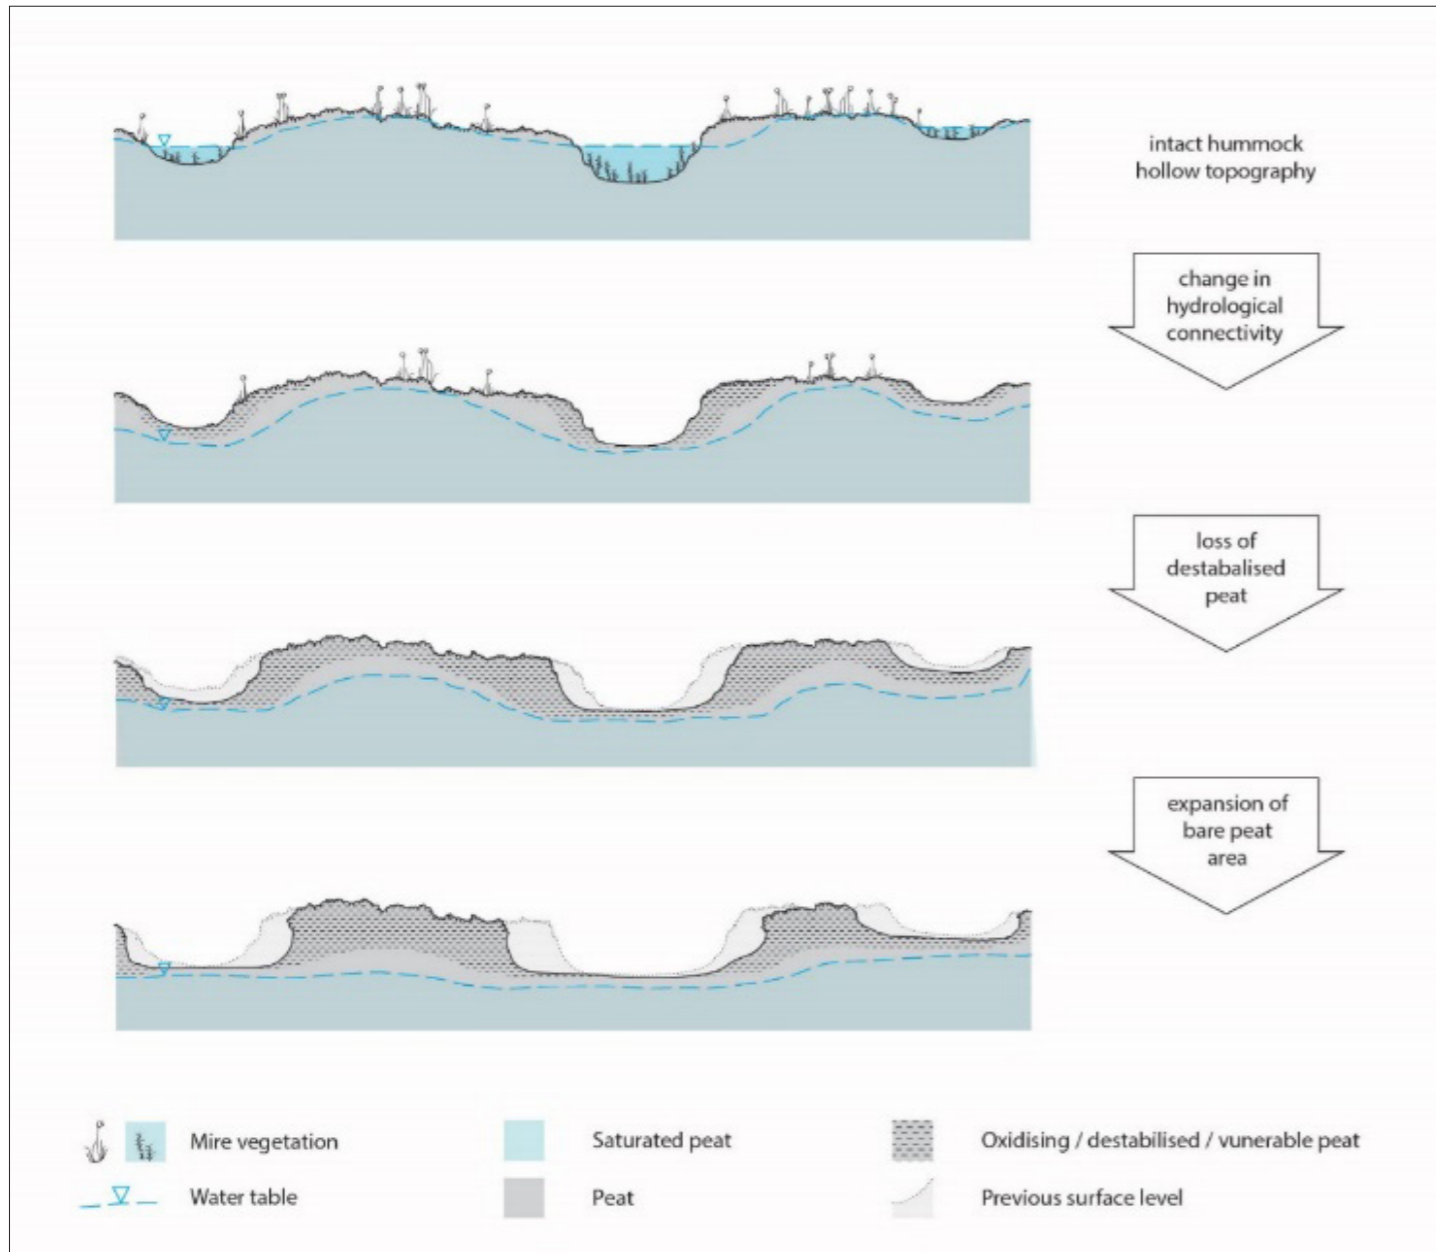 intact hummock
hollow topography
change in
hydrological
connectivity
loss of
destabalised
peat
expansion of
bare peat
area
Mire vegetation
Saturated peat
Oxidising / destabilised / vunerable peat
Water table
Peat
Previous surface level